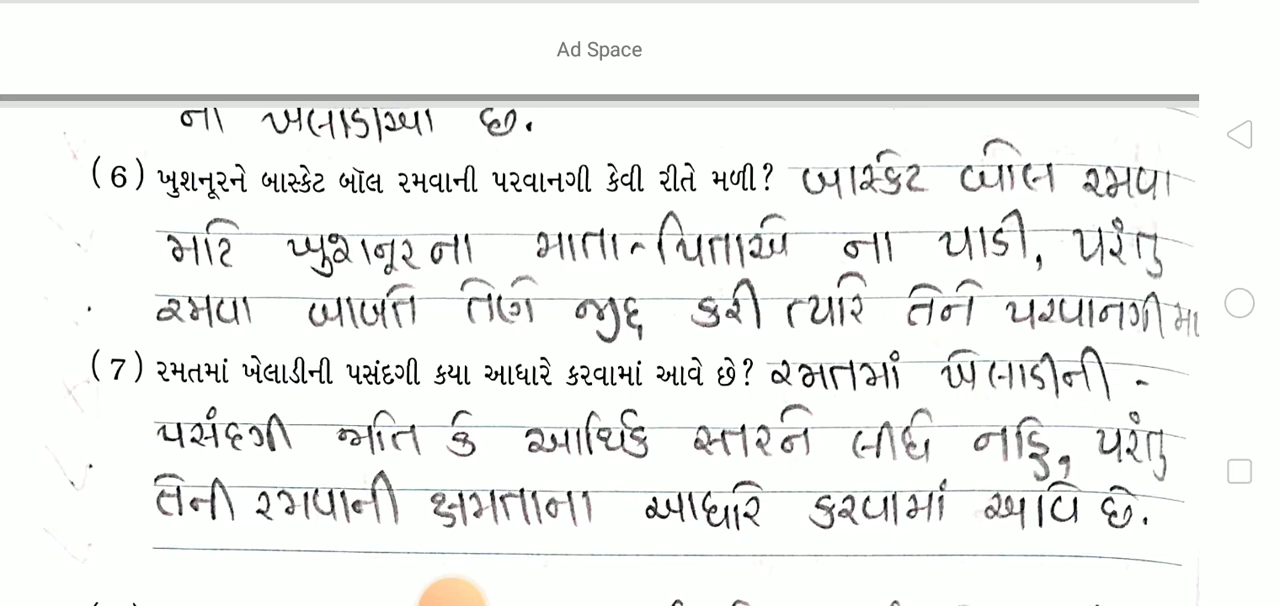 Ad Space
ના ખેલાડીઓ છે.
(6) ખુશનૂરને બાસ્કેટ બૉલ રમવાની પરવાનગી કેવી રીતે મળી? બાસ્કેટ બોલ રમવા
માટે ખુશનૂરના માતા-પિતાએ ના પાડી, પરંતુ
રમવા બાબતે તેણે જીદ્દ કરી ત્યારે તેને પરવાનગી મ
(7) રમતમાં ખેલાડીની પસંદગી કયા આધારે કરવામાં આવે છે? રમતમાં ખેલાડીની -
પસંદગી જાતિ કે આર્થિક સ્તરને લીધે નહિ, પરંતુ
તેની રમવાની ક્ષમતાના આધારે કરવામાં આવે છે.